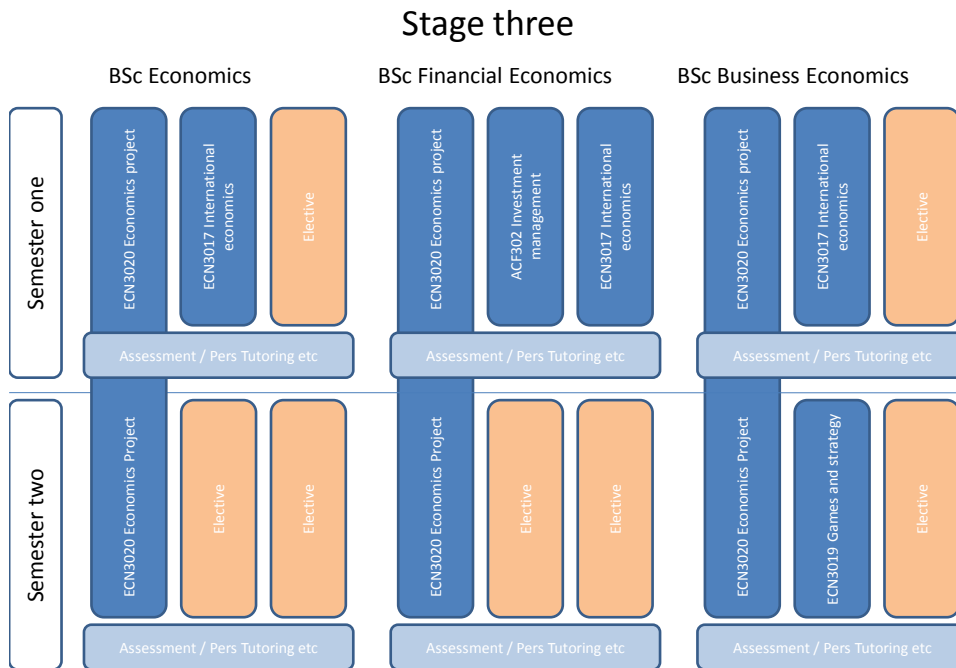 Stage three
BSc Economics
BSc Financial Economics
BSc Business Economics
Semester one
ECN3020 Economics project
ECN3017 International
economics
Elective
ECN3020 Economics project
ACF302 Investment
management
ECN3017 International
economics
ECN3020 Economics project
ECN3017 International
economics
Elective
Assessment / Pers Tutoring etc
Assessment / Pers Tutoring etc
Assessment / Pers Tutoring etc
Semester two
ECN3020 Economics Project
Elective
Elective
ECN3020 Economics Project
Elective
Elective
ECN3020 Economics Project
ECN3019 Games and strategy
Elective
Assessment / Pers Tutoring etc
Assessment / Pers Tutoring etc
Assessment / Pers Tutoring etc